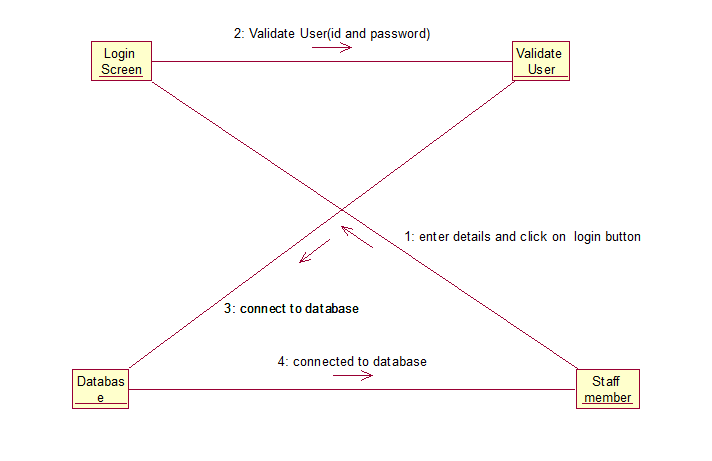 2: Validate User(id and password)
Login
Screen
Validate
User
1: enter details and click on  login button
3: connect to database
4: connected to database
Databas
e
Staff
member